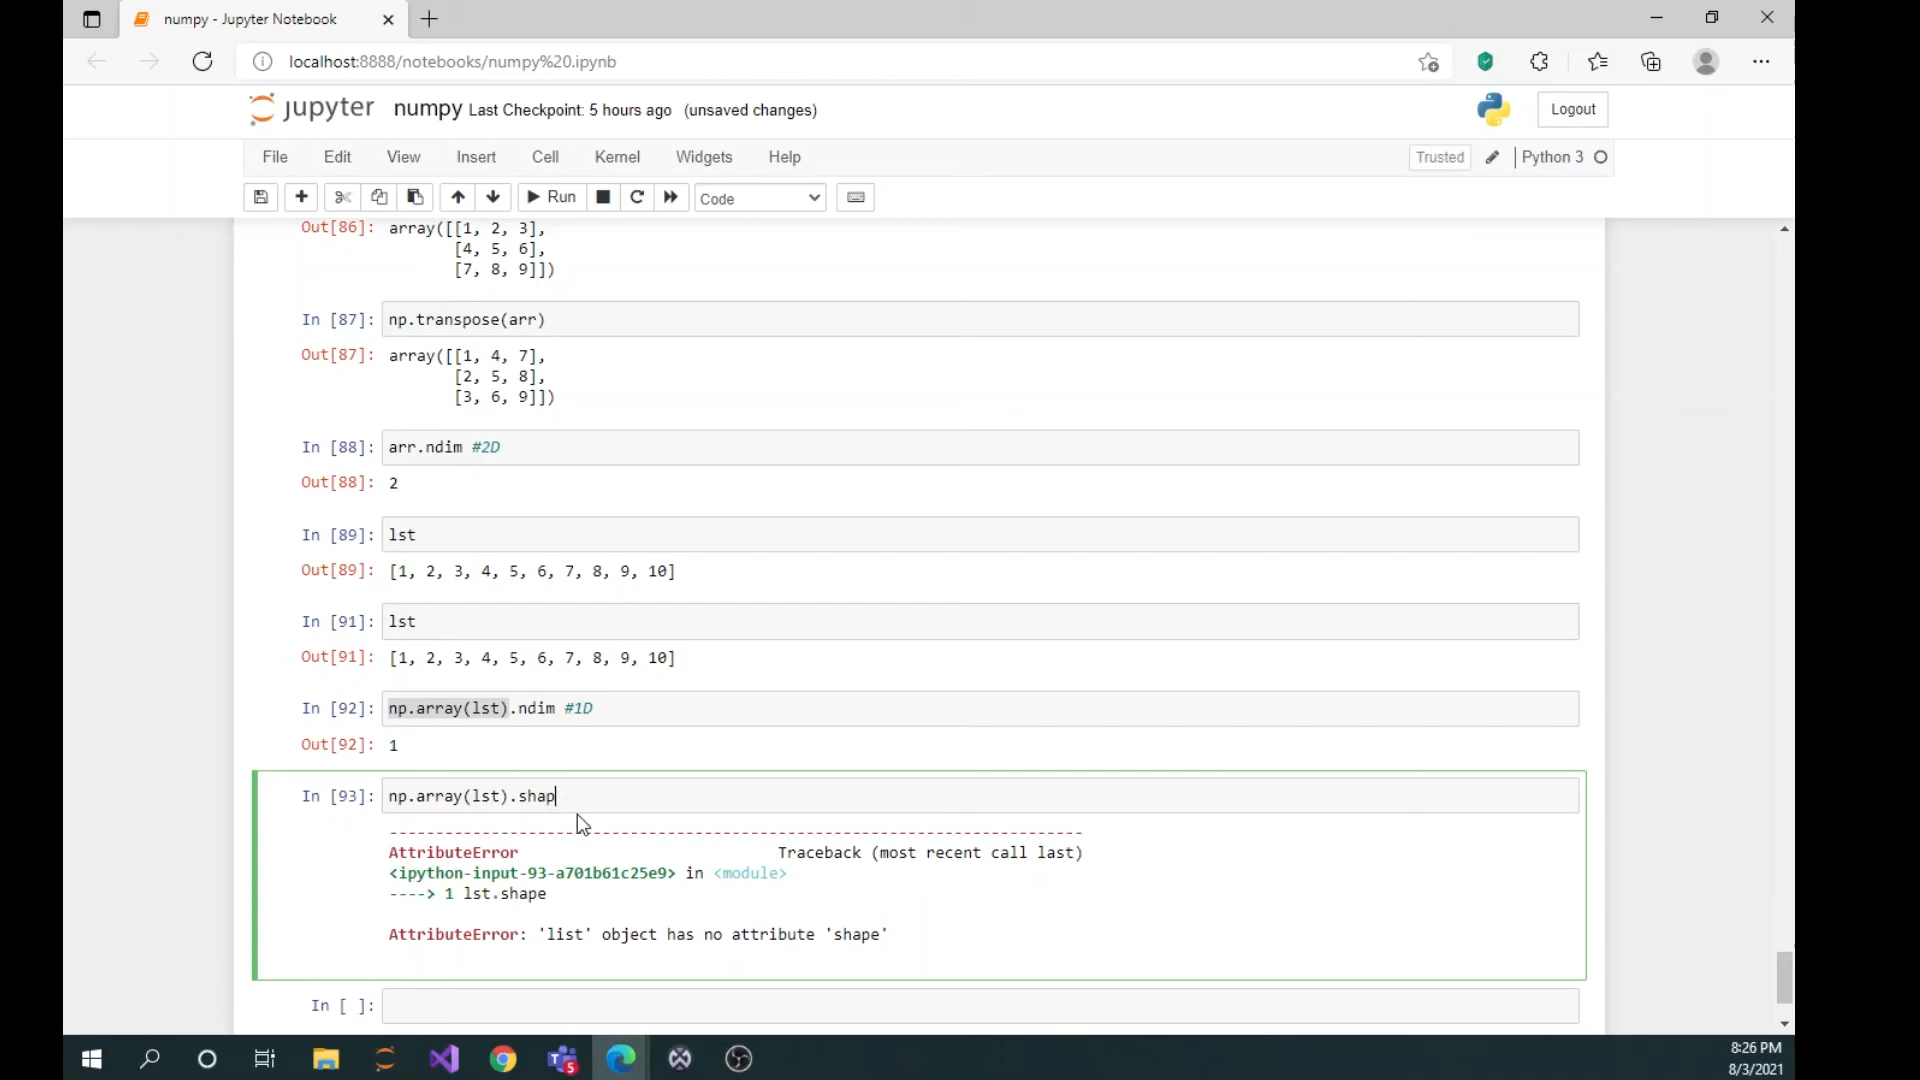 numpy - Jupyter Notebook
localhost:8888/notebooks/numpy%20.ipynb
jupyter numpy Last Checkpoint: 5 hours ago (unsaved changes)
Logout
File Edit View Insert Cell Kernel Widgets Help
Trusted Python 3
Run Code
Out[86]: array([[1, 2, 3],
[4, 5, 6],
[7, 8, 9]])
In [87]: np.transpose(arr)
Out[87]: array([[1, 4, 7],
[2, 5, 8],
[3, 6, 9]])
In [88]: arr.ndim #2D
Out[88]: 2
In [89]: lst
Out[89]: [1, 2, 3, 4, 5, 6, 7, 8, 9, 10]
In [91]: lst
Out[91]: [1, 2, 3, 4, 5, 6, 7, 8, 9, 10]
In [92]: np.array(lst).ndim #1D
Out[92]: 1
In [93]: np.array(lst).shap
---------------------------------------------------------------------------
AttributeError Traceback (most recent call last)
<ipython-input-93-a701b61c25e9> in <module>
----> 1 lst.shape
AttributeError: 'list' object has no attribute 'shape'
In [ ]:
5
8:26 PM
8/3/2021